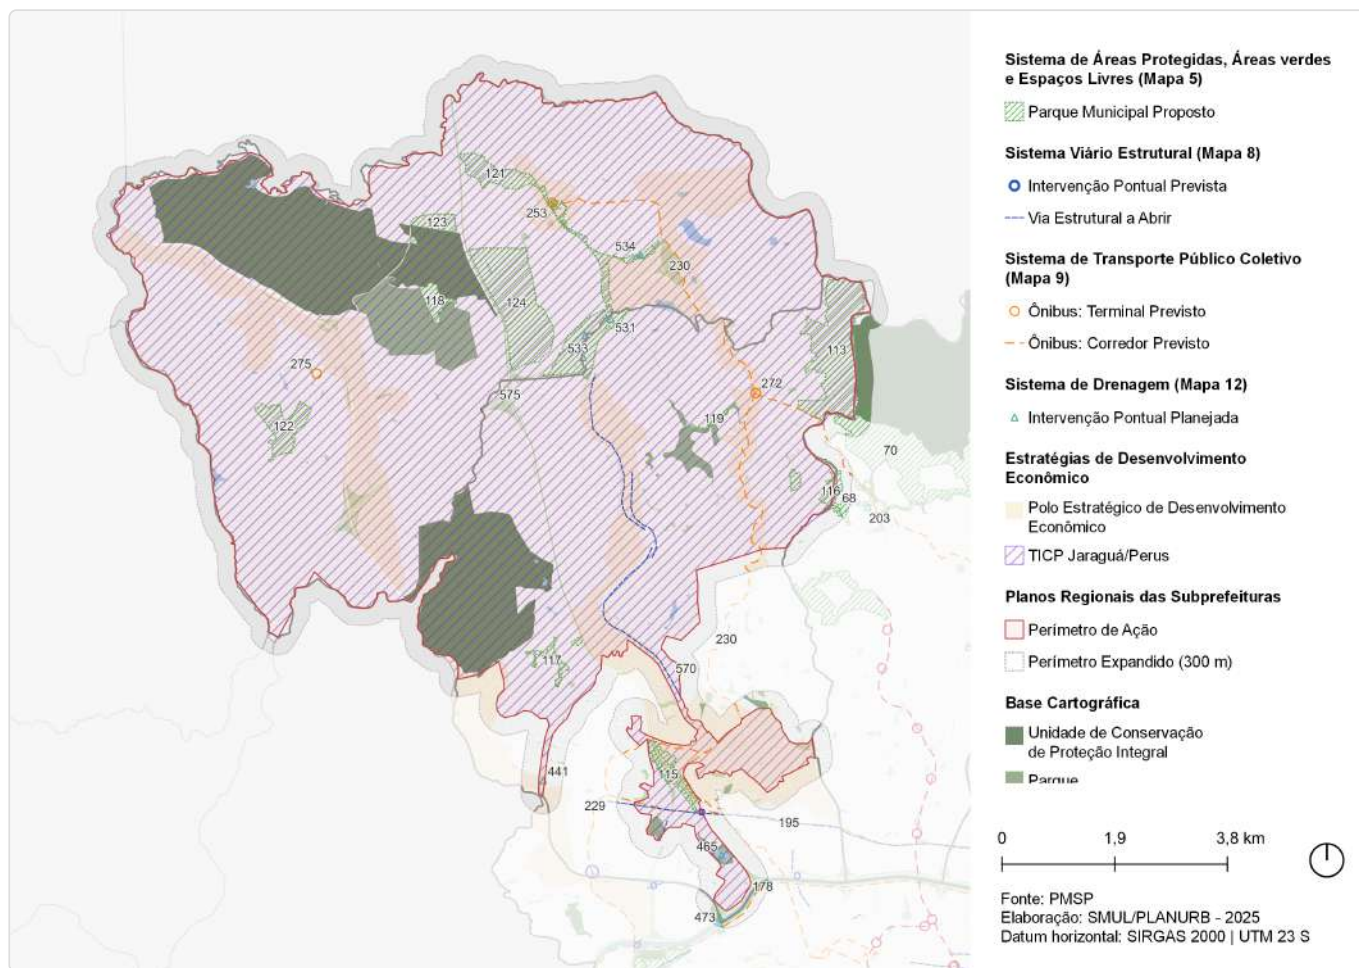 Sistema de Áreas Protegidas, Áreas verdes
e Espaços Livres (Mapa 5)
Parque Municipal Proposto
Sistema Viário Estrutural (Mapa 8)
Intervenção Pontual Prevista
Via Estrutural a Abrir
Sistema de Transporte Público Coletivo
(Mapa 9)
Ônibus: Terminal Previsto
Ônibus: Corredor Previsto
Sistema de Drenagem (Mapa 12)
Intervenção Pontual Planejada
Estratégias de Desenvolvimento
Econômico
Polo Estratégico de Desenvolvimento
Econômico
TICP Jaraguá/Perus
Planos Regionais das Subprefeituras
Perímetro de Ação
Perímetro Expandido (300 m)
Base Cartográfica
Unidade de Conservação
de Proteção Integral
Parque
0 1,9 3,8 km
Fonte: PMSP
Elaboração: SMUL/PLANURB - 2025
Datum horizontal: SIRGAS 2000 | UTM 23 S
121
253
123
534
230
118
124
531
533
113
275
272
575
119
122
70
116
68
203
230
117
570
441
115
229
195
465
178
473